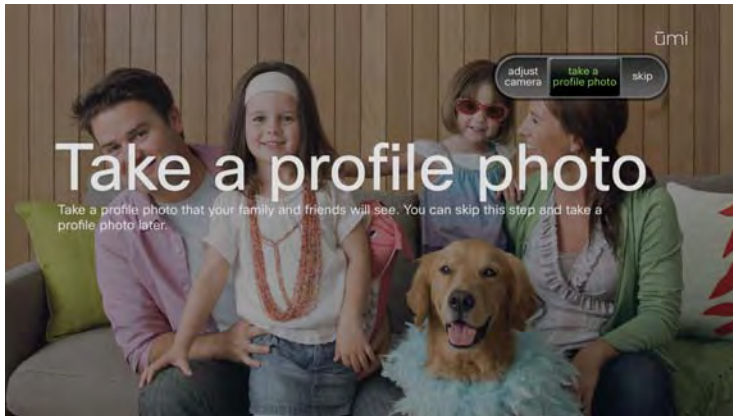 ūmi
adjust
camera
take a
profile photo
skip
Take a profile photo
Take a profile photo that your family and friends will see. You can skip this step and take a
profile photo later.